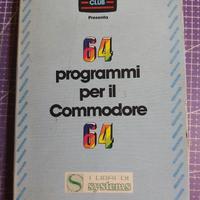 CLUB
Presenta
64
programmi
per il
Commodore
64
I LIBRI DI
Systems